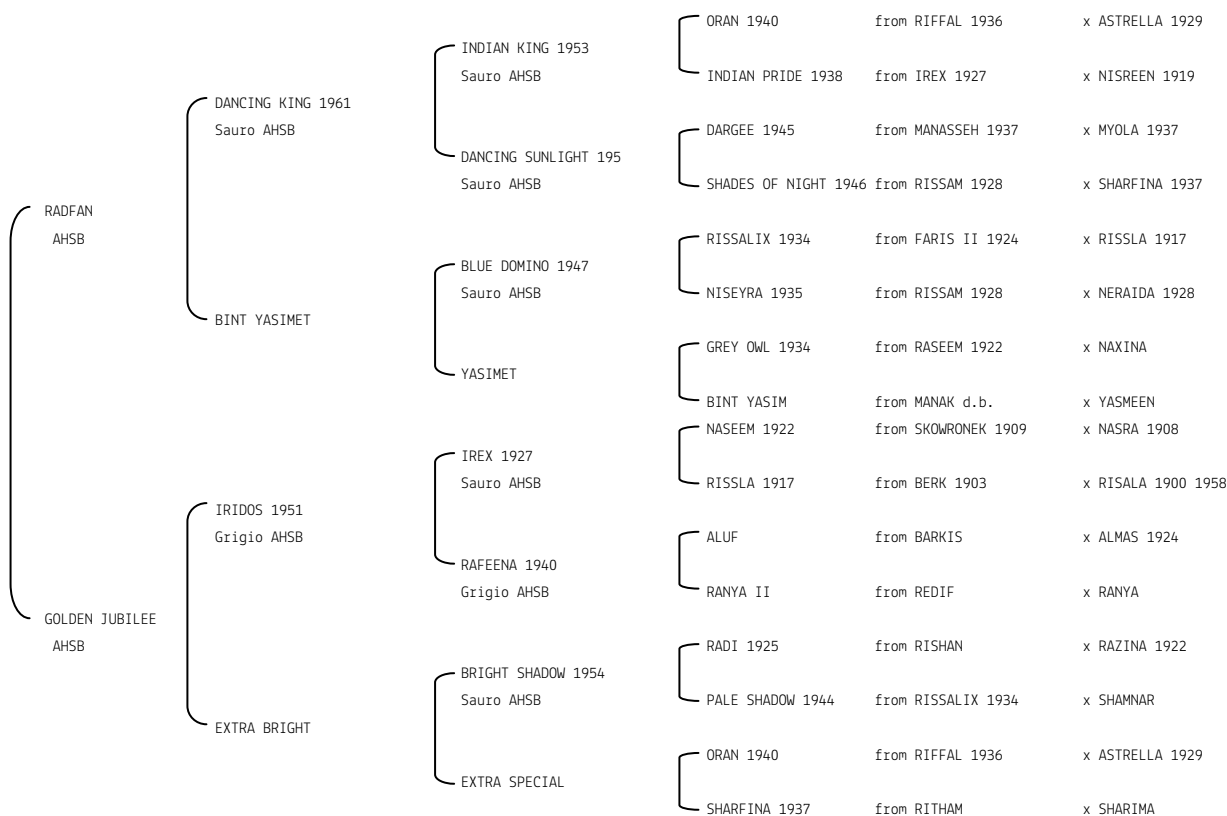 ORAN 1940 from RIFFAL 1936 x ASTRELLA 1929
INDIAN KING 1953
Sauro AHSB INDIAN PRIDE 1938 from IREX 1927 x NISREEN 1919
DANCING KING 1961
Sauro AHSB DARGEE 1945 from MANASSEH 1937 x MYOLA 1937
DANCING SUNLIGHT 195
Sauro AHSB SHADES OF NIGHT 1946 from RISSAM 1928 x SHARFINA 1937
RADFAN
AHSB RISSALIX 1934 from FARIS II 1924 x RISSLA 1917
BLUE DOMINO 1947
Sauro AHSB NISEYRA 1935 from RISSAM 1928 x NERAIDA 1928
BINT YASIMET
GREY OWL 1934 from RASEEM 1922 x NAXINA
YASIMET
BINT YASIM from MANAK d.b. x YASMEEN
NASEEM 1922 from SKOWRONEK 1909 x NASRA 1908
IREX 1927
Sauro AHSB RISSLA 1917 from BERK 1903 x RISALA 1900 1958
IRIDOS 1951
Grigio AHSB ALUF from BARKIS x ALMAS 1924
RAFEENA 1940
Grigio AHSB RANYA II from REDIF x RANYA
GOLDEN JUBILEE
AHSB RADI 1925 from RISHAN x RAZINA 1922
BRIGHT SHADOW 1954
Sauro AHSB PALE SHADOW 1944 from RISSALIX 1934 x SHAMNAR
EXTRA BRIGHT
ORAN 1940 from RIFFAL 1936 x ASTRELLA 1929
EXTRA SPECIAL
SHARFINA 1937 from RITHAM x SHARIMA